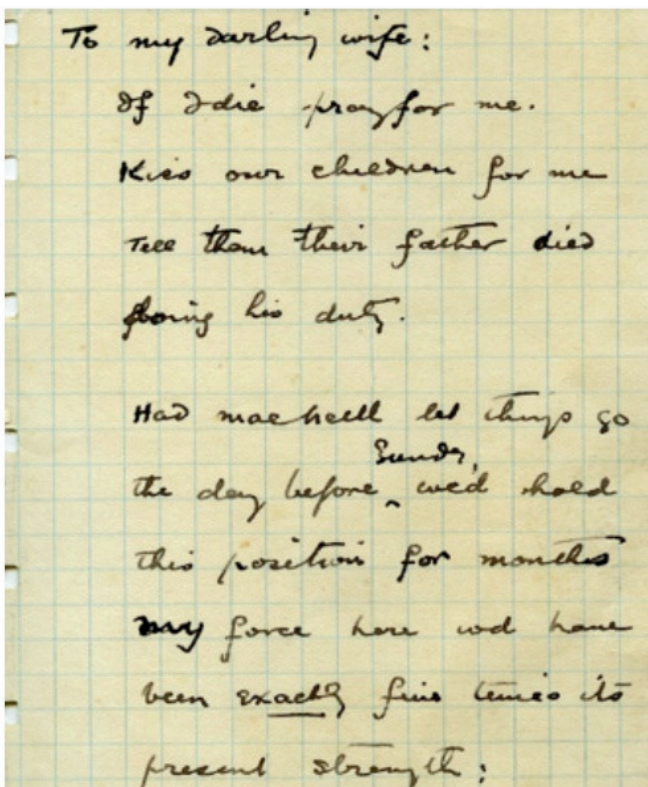 To my darling wife:
If I die pray for me.
Kiss our children for me
Tell them their father died
doing his duty.
Had MacNeill let things go
the day before ‸ we'd hold
Sunday,
this position for months
my force here wd have
been exactly five times its
present strength: